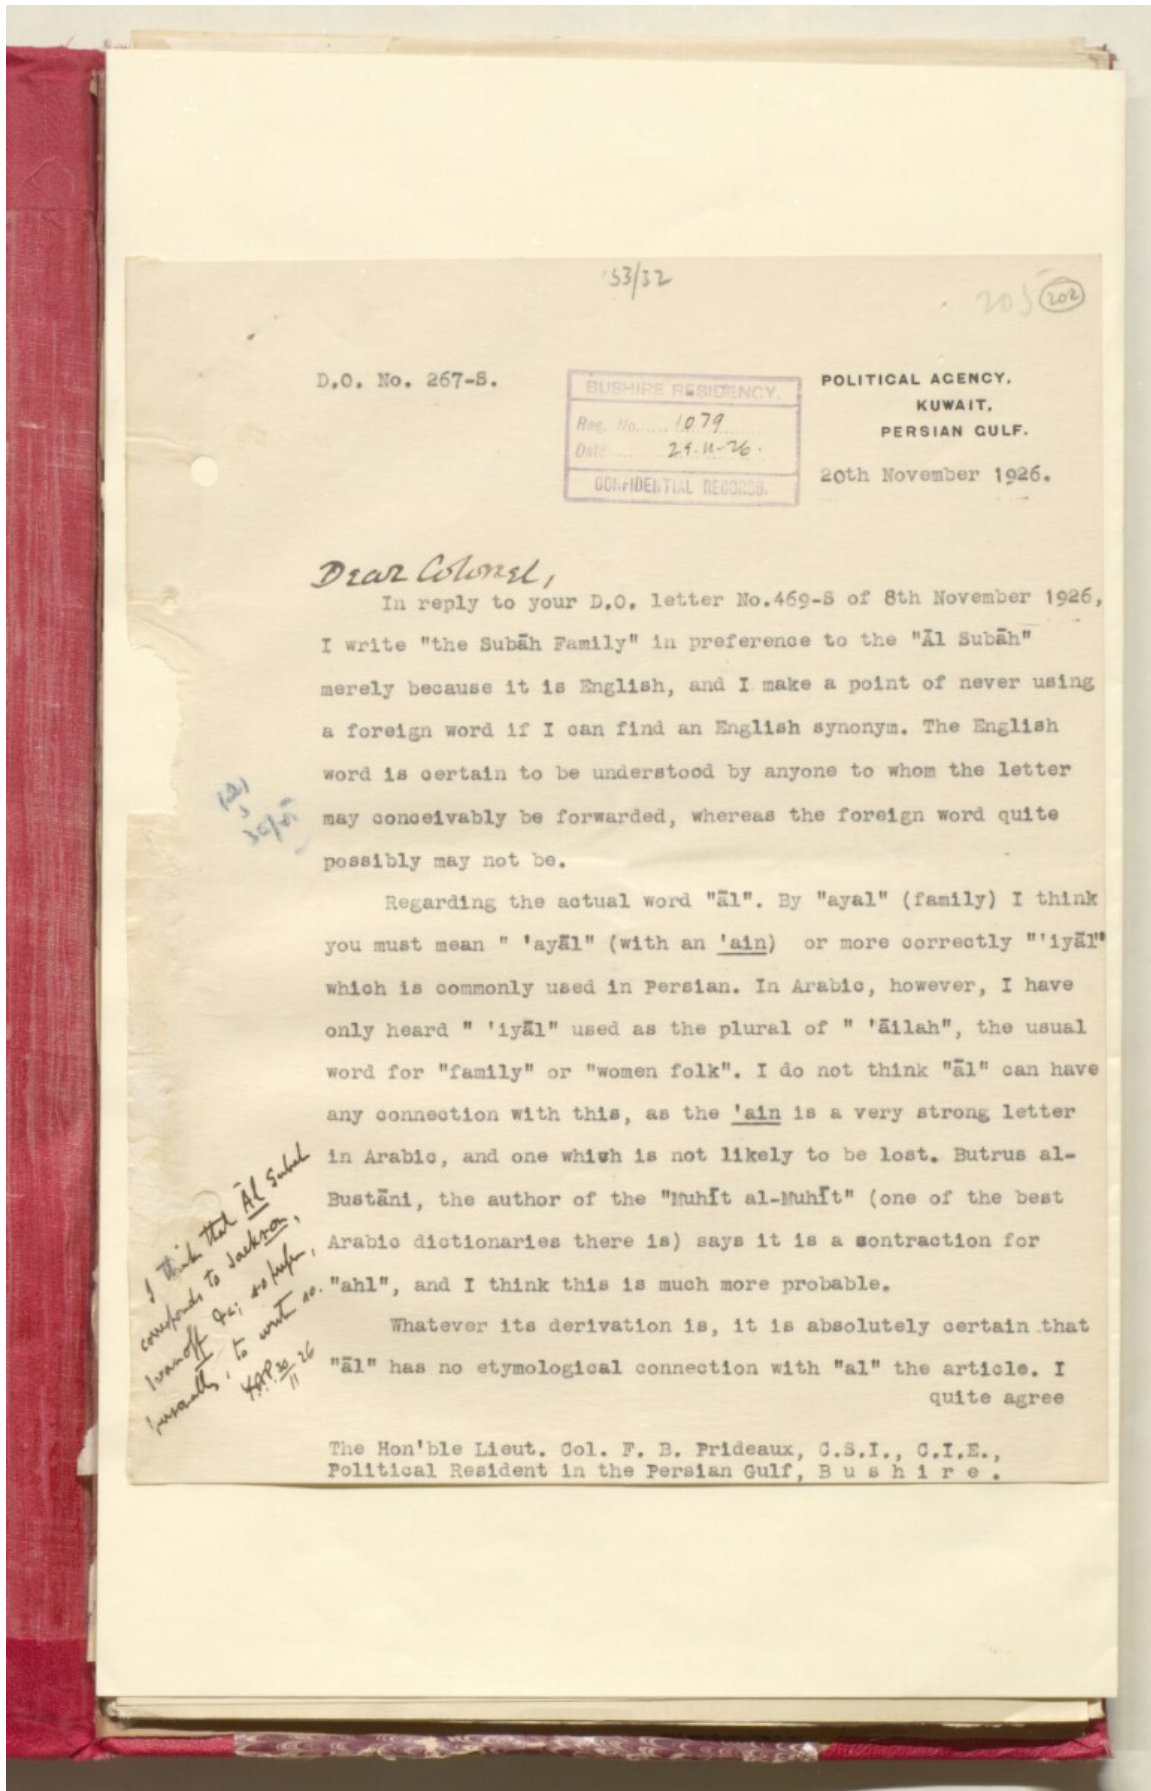 53/32
205 202
D.O. No. 267-S.
BUSHIRE RESIDENCY.
Reg. No. 1079
Date 29.11-26.
CONFIDENTIAL RECORDS.
POLITICAL AGENCY,
KUWAIT,
PERSIAN GULF.
20th November 1926.
Dear Colonel,
In reply to your D.O. letter No.469-S of 8th November 1926,
I write "the Subāh Family" in preference to the "Āl Subāh"
merely because it is English, and I make a point of never using
a foreign word if I can find an English synonym. The English
word is certain to be understood by anyone to whom the letter
may conceivably be forwarded, whereas the foreign word quite
possibly may not be.
Regarding the actual word "āl". By "ayal" (family) I think
you must mean " 'ayāl" (with an 'ain) or more correctly "'iyāl"
which is commonly used in Persian. In Arabic, however, I have
only heard " 'iyāl" used as the plural of " 'āilah", the usual
word for "family" or "women folk". I do not think "āl" can have
any connection with this, as the 'ain is a very strong letter
in Arabic, and one which is not likely to be lost. Butrus al-
Bustāni, the author of the "Muhīt al-Muhīt" (one of the best
Arabic dictionaries there is) says it is a contraction for
"ahl", and I think this is much more probable.
Whatever its derivation is, it is absolutely certain that
"āl" has no etymological connection with "al" the article. I
quite agree
The Hon'ble Lieut. Col. F. B. Prideaux, C.S.I., C.I.E.,
Political Resident in the Persian Gulf, Bushire.
I think that Āl Subah
corresponds to Jackson,
Ivanoff &c; so prefer,
personally, to write so.
30/11 26